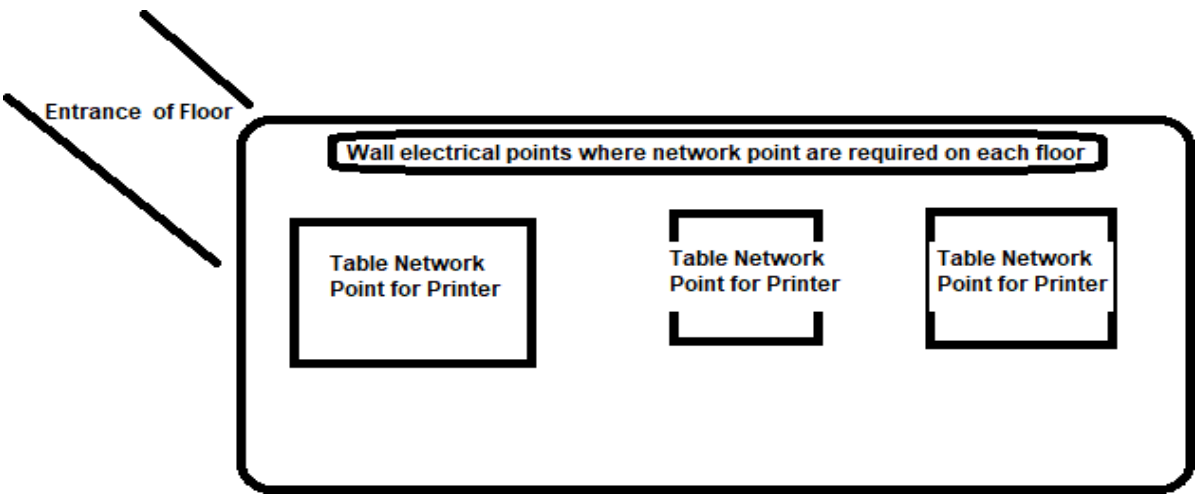 Entrance of Floor
Wall electrical points where network point are required on each floor
Table Network
Point for Printer
Table Network
Point for Printer
Table Network
Point for Printer